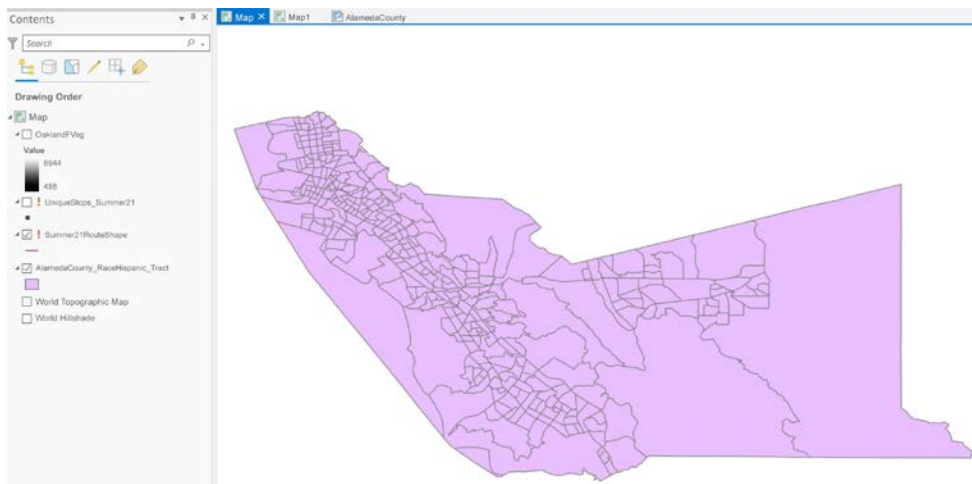 Contents
Map
Map1
AlamedaCounty
Search
Drawing Order
Map
OaklandFVeg
Value
8944
488
! UniqueStops_Summer21
! Summer21RouteShape
AlamedaCounty_RaceHispanic_Tract
World Topographic Map
World Hillshade